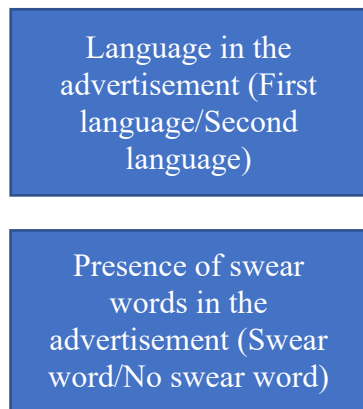 Language in the
advertisement (First
language/Second
language)
Presence of swear
words in the
advertisement (Swear
word/No swear word)